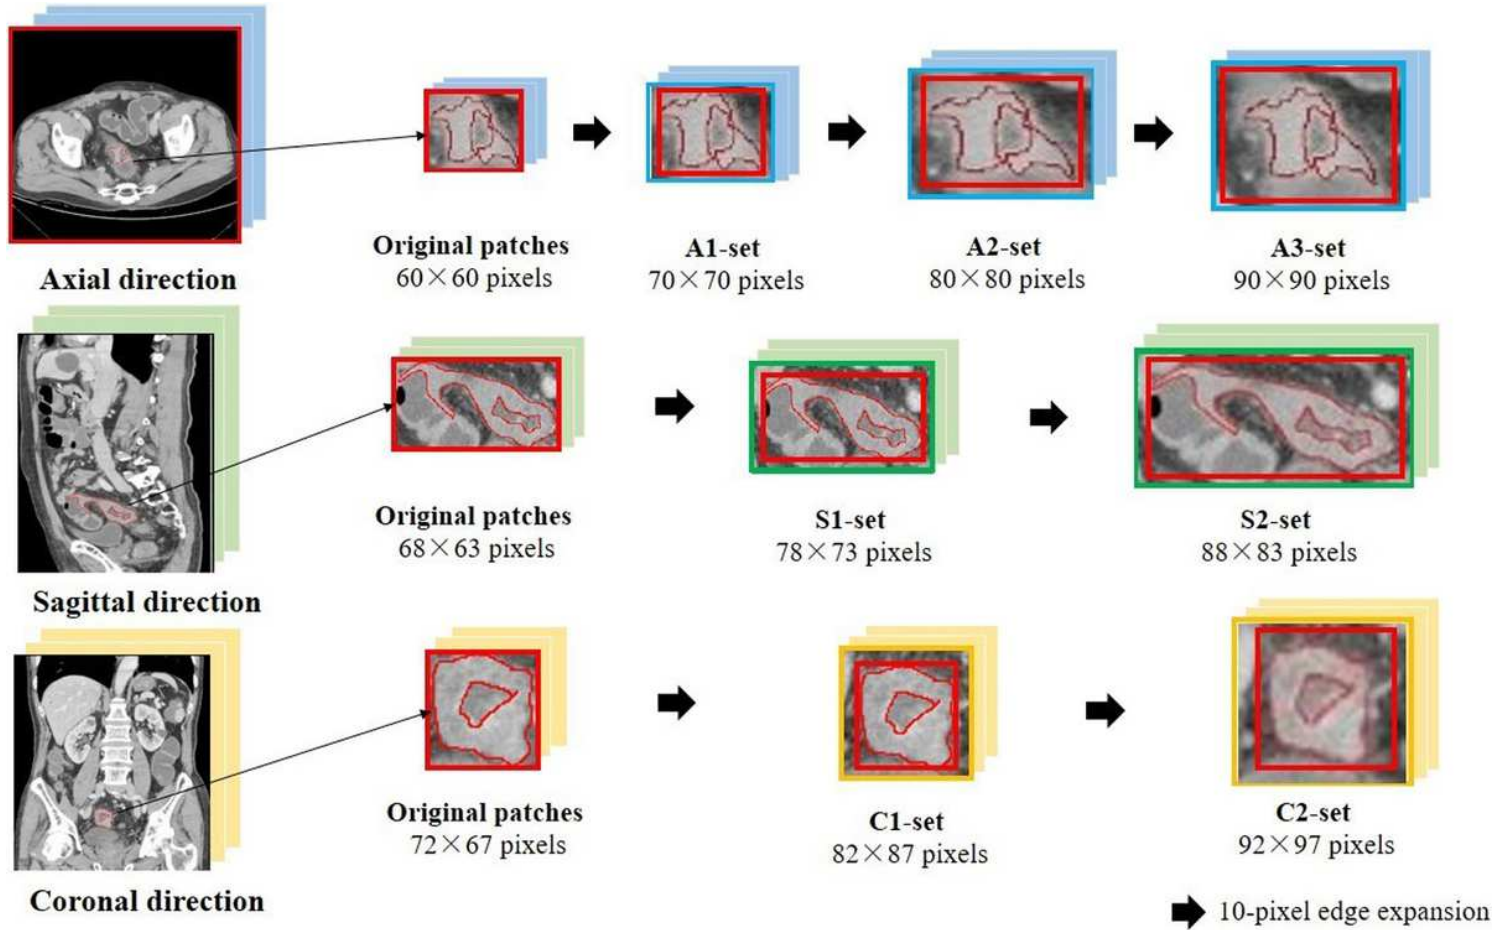 Axial direction
Original patches
60×60 pixels
A1-set
70×70 pixels
A2-set
80×80 pixels
A3-set
90×90 pixels
Sagittal direction
Original patches
68×63 pixels
S1-set
78×73 pixels
S2-set
88×83 pixels
Coronal direction
Original patches
72×67 pixels
C1-set
82×87 pixels
C2-set
92×97 pixels
10-pixel edge expansion